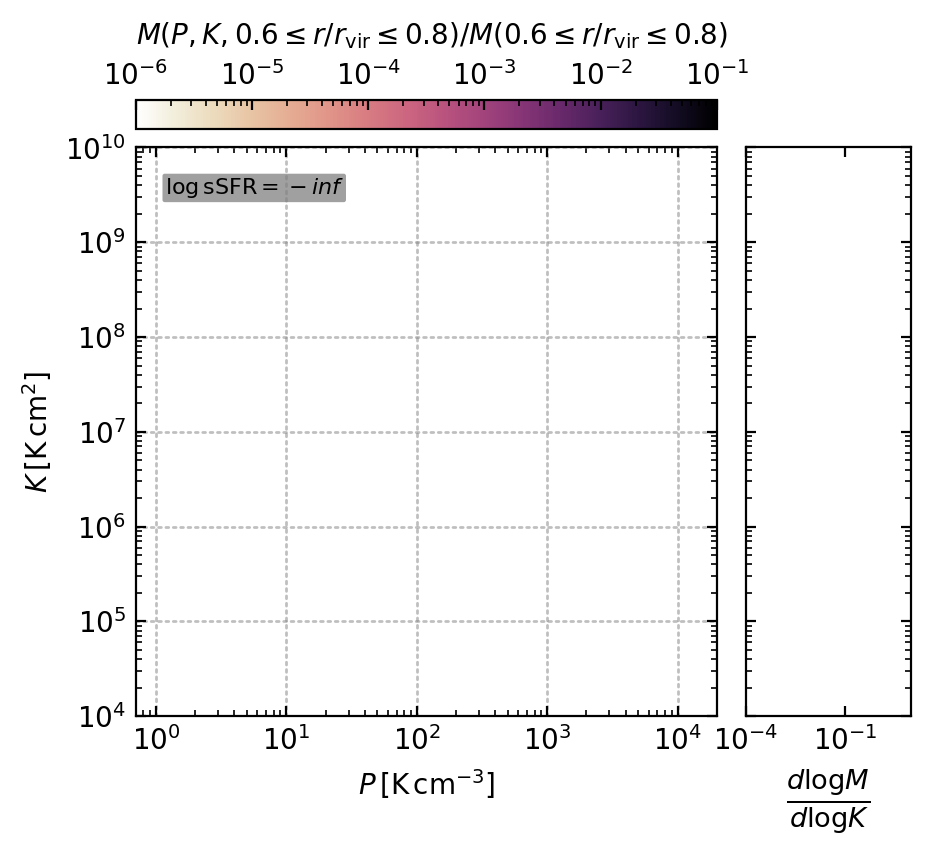 M(P, K, 0.6 ≤ r/r_vir ≤ 0.8)/M(0.6 ≤ r/r_vir ≤ 0.8)
10^−6 10^−5 10^−4 10^−3 10^−2 10^−1
10^10
log sSFR = −inf
10^9
10^8
10^7
K [K cm^2]
10^6
10^5
10^4
10^0 10^1 10^2 10^3 10^4 10^−4 10^−1
P [K cm^−3]
dlogM
dlogK